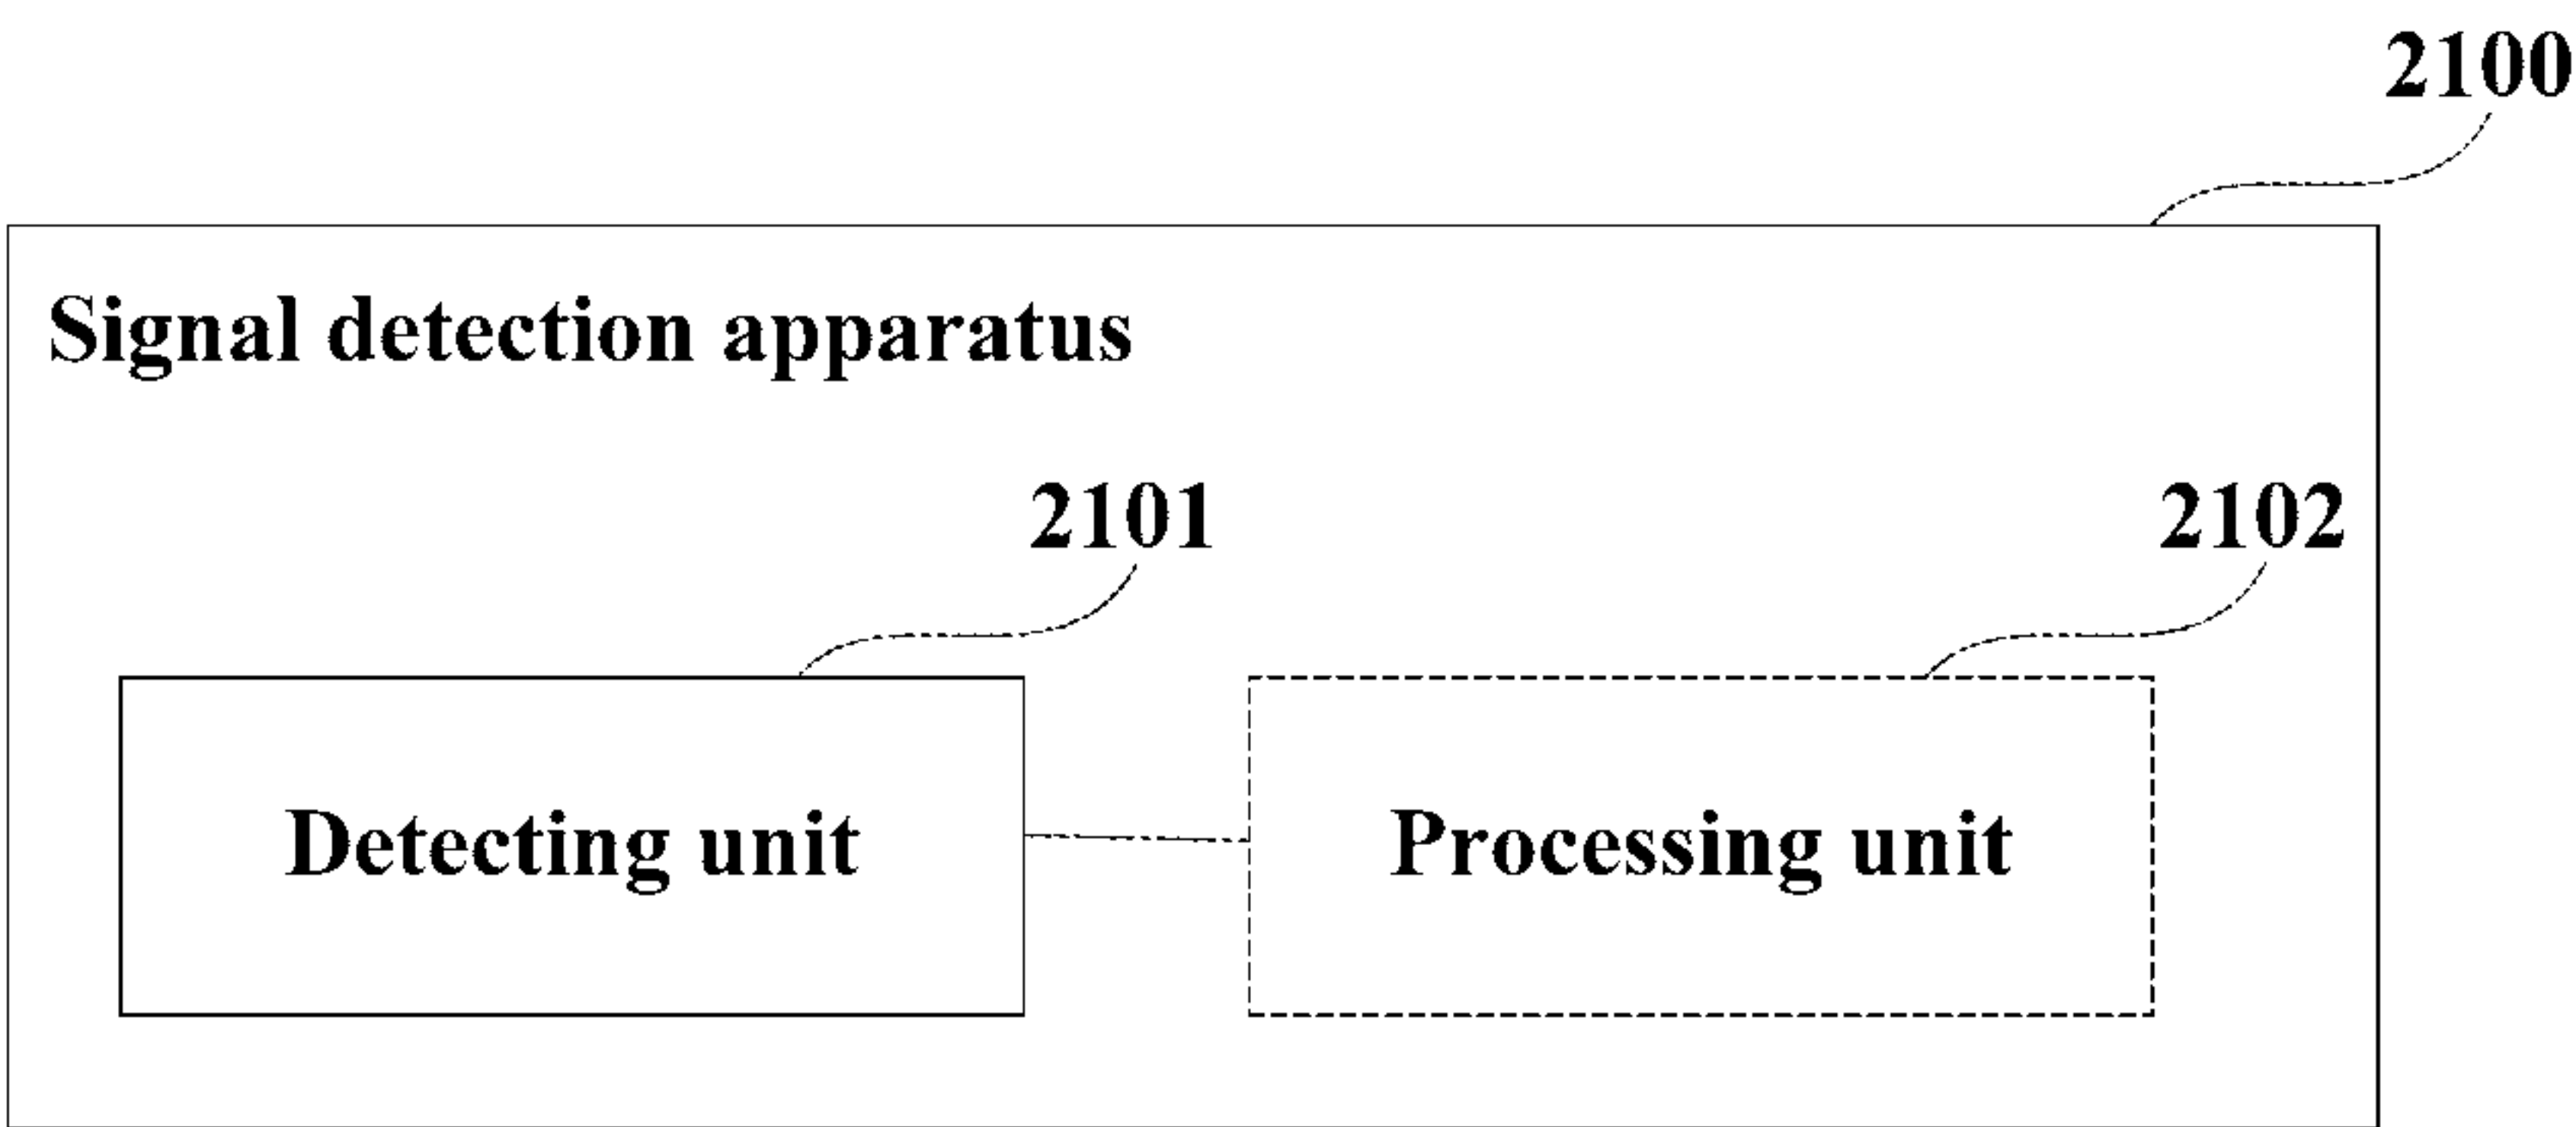 2100
Signal detection apparatus
2101
2102
Detecting unit
Processing unit